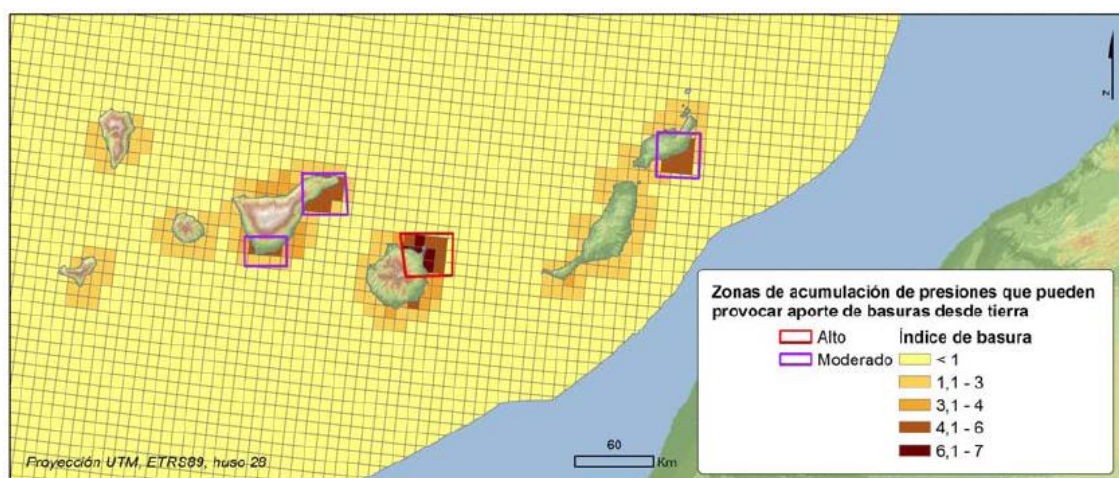 N
Zonas de acumulación de presiones que pueden
provocar aporte de basuras desde tierra
Alto
Moderado
Índice de basura
< 1
1,1 - 3
3,1 - 4
4,1 - 6
6,1 - 7
60
Km
Proyección UTM, ETRS89, huso 28